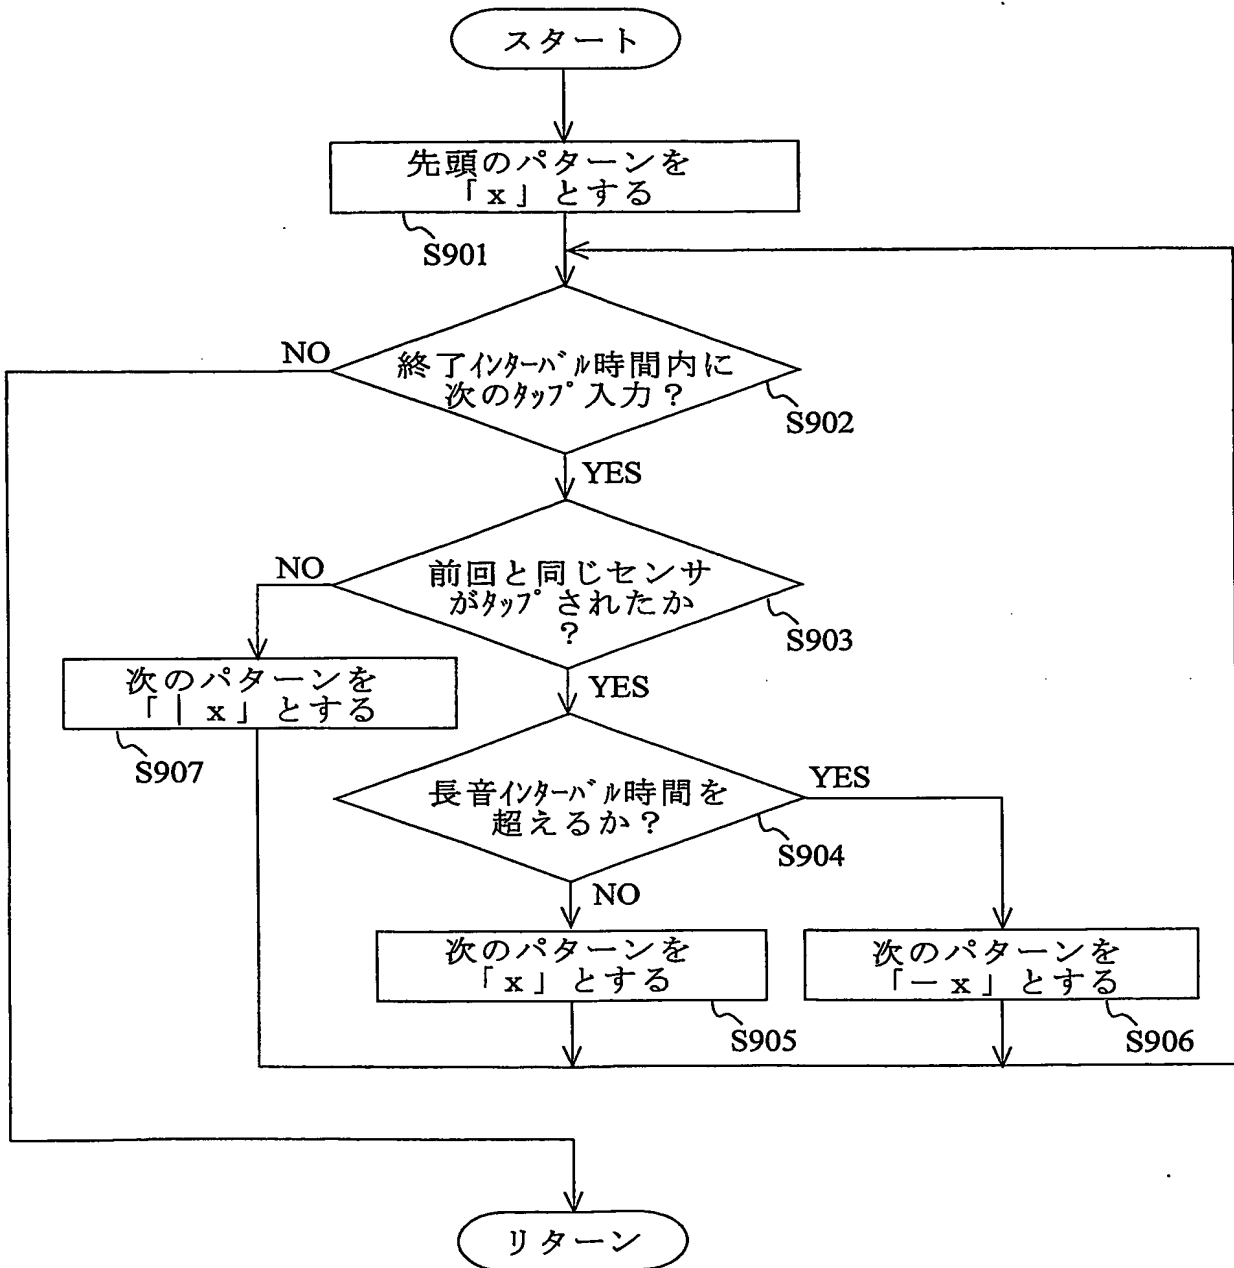 スタート
先頭のパターンを
「x」とする
S901
NO
終了インターバル時間内に
次のタップ入力？
S902
YES
NO
前回と同じセンサ
がタップされたか
？
S903
YES
次のパターンを
「｜x」とする
S907
長音インターバル時間を
超えるか？
YES
S904
NO
次のパターンを
「x」とする
S905
次のパターンを
「－x」とする
S906
リターン